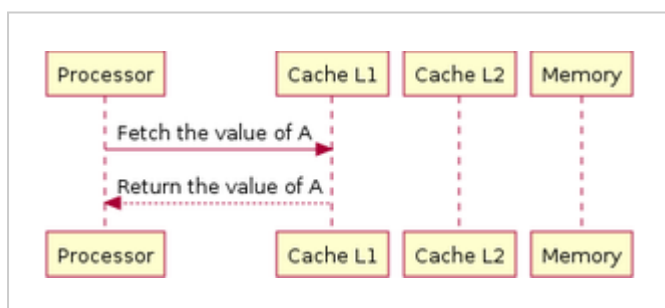 Processor Cache L1 Cache L2 Memory
Fetch the value of A
Return the value of A
Processor Cache L1 Cache L2 Memory